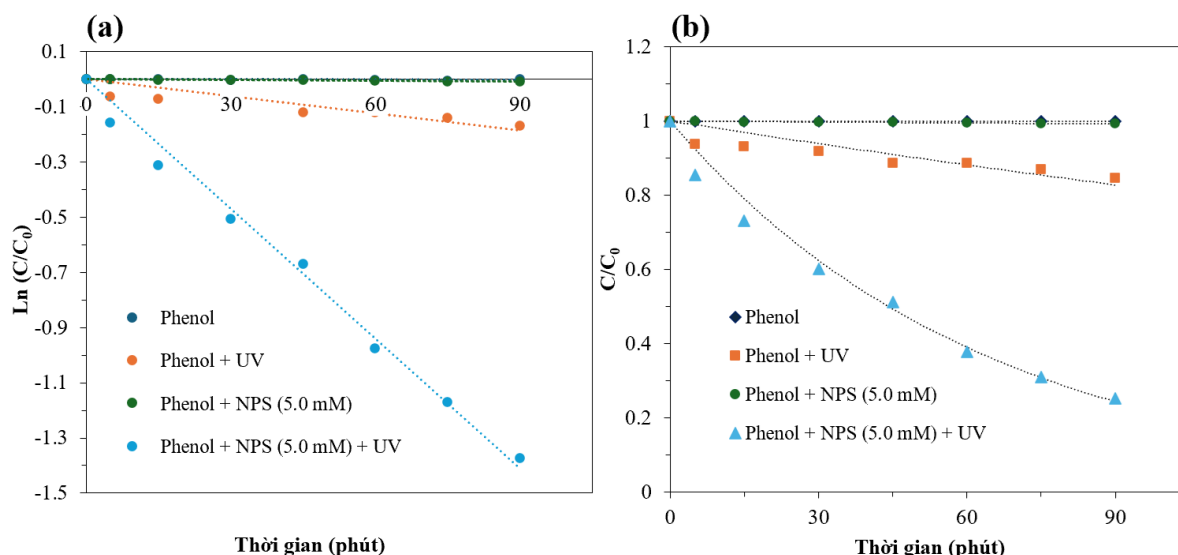 (a)
Ln (C/C₀)
0.1
-0.1
-0.3
-0.5
-0.7
-0.9
-1.1
-1.3
-1.5
0
30
60
90
Phenol
Phenol + UV
Phenol + NPS (5.0 mM)
Phenol + NPS (5.0 mM) + UV
Thời gian (phút)
(b)
C/C₀
1.2
1
0.8
0.6
0.4
0.2
0
Phenol
Phenol + UV
Phenol + NPS (5.0 mM)
Phenol + NPS (5.0 mM) + UV
0
30
60
90
Thời gian (phút)